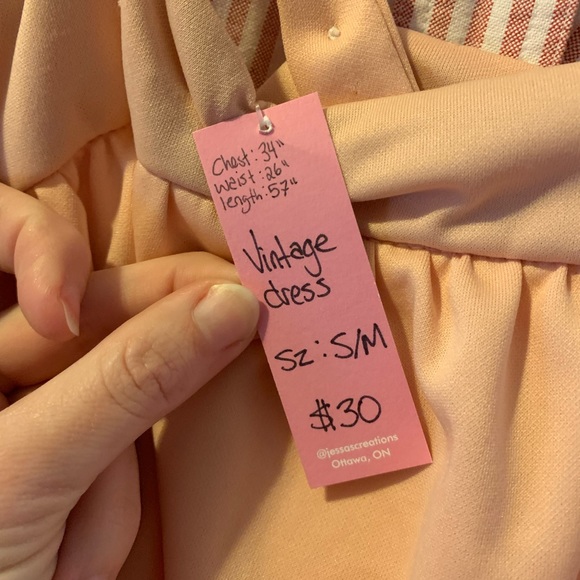 Chest: 34"
waist: 26"
length: 57"
Vintage
dress
Sz: S/M
$30
@jessascreations
Ottawa, ON